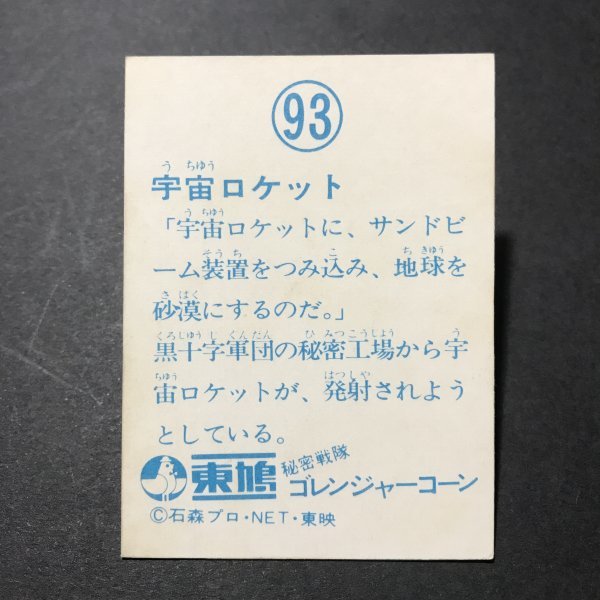 93
う ちゅう
宇宙ロケット
う ちゅう
「宇宙ロケットに、サンドビ
そう ち こ ち きゅう
ーム装置をつみ込み、地球を
さ ばく
砂漠にするのだ。」
くろじゅう じ ぐんだん ひ みつこうじょう う
黒十字軍団の秘密工場から宇
ちゅう はっしゃ
宙ロケットが、発射されよう
としている。
東鳩 秘密戦隊
ゴレンジャーコーン
©石森プロ・NET・東映